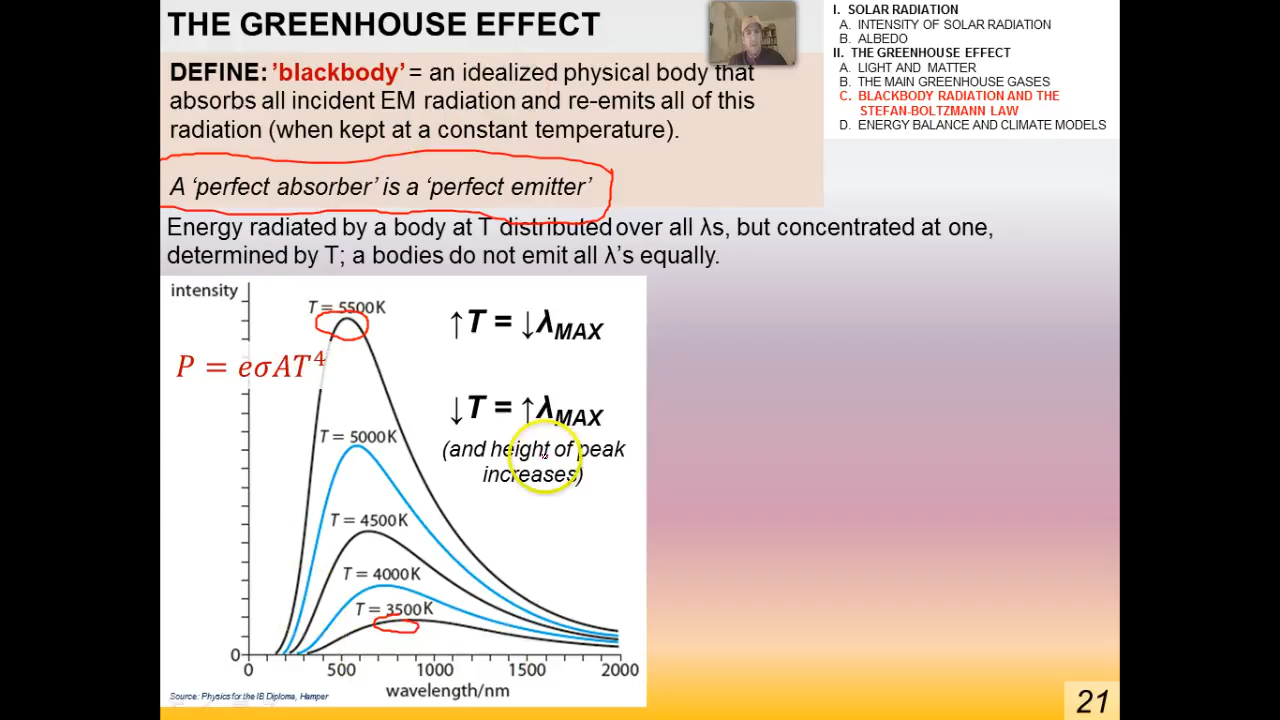 THE GREENHOUSE EFFECT
DEFINE: ’blackbody’ = an idealized physical body that
absorbs all incident EM radiation and re-emits all of this
radiation (when kept at a constant temperature).
A ‘perfect absorber’ is a ‘perfect emitter’
Energy radiated by a body at T distributed over all λs, but concentrated at one,
determined by T; a bodies do not emit all λ’s equally.
I. SOLAR RADIATION
A. INTENSITY OF SOLAR RADIATION
B. ALBEDO
II. THE GREENHOUSE EFFECT
A. LIGHT AND MATTER
B. THE MAIN GREENHOUSE GASES
C. BLACKBODY RADIATION AND THE
STEFAN-BOLTZMANN LAW
D. ENERGY BALANCE AND CLIMATE MODELS
intensity
T = 5500K
P = eσAT⁴
T = 5000K
T = 4500K
T = 4000K
T = 3500K
0
0 500 1000 1500 2000
wavelength/nm
Source: Physics for the IB Diploma, Hamper
↑T = ↓λMAX
↓T = ↑λMAX
(and height of peak
increases)
21